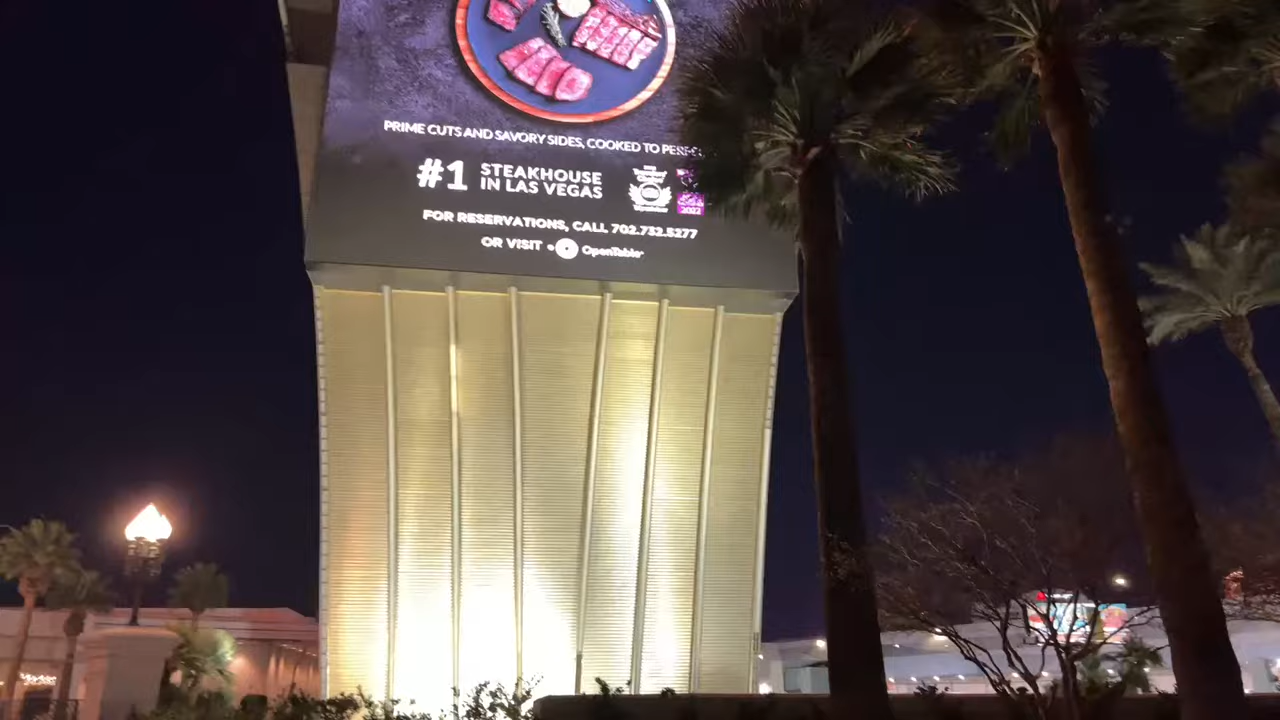 PRIME CUTS AND SAVORY SIDES, COOKED TO
#1 STEAKHOUSE
IN LAS VEGAS
2022
FOR RESERVATIONS, CALL 702.732.5277
OR VISIT OpenTable